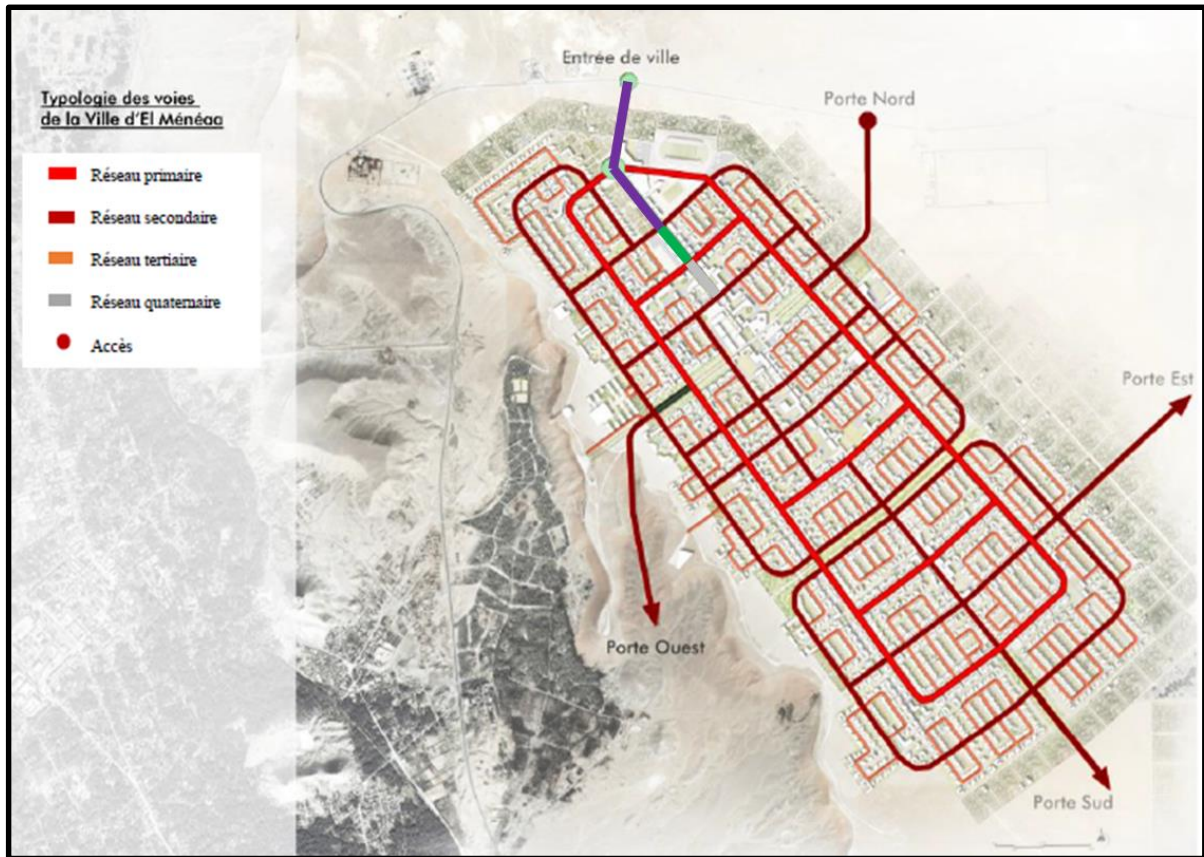 Entrée de ville
Typologie des voies
de la Ville d'El Ménéaa
Porte Nord
Réseau primaire
Réseau secondaire
Réseau tertiaire
Réseau quaternaire
Accès
Porte Est
Porte Ouest
Porte Sud